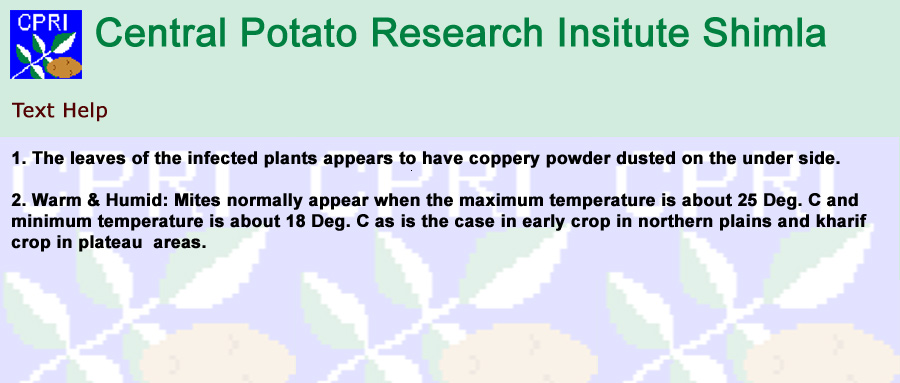 CPRI
Central Potato Research Insitute Shimla
Text Help
1. The leaves of the infected plants appears to have coppery powder dusted on the under side.
2. Warm & Humid: Mites normally appear when the maximum temperature is about 25 Deg. C and
minimum temperature is about 18 Deg. C as is the case in early crop in northern plains and kharif
crop in plateau areas.
CPRI CPRI CPRI